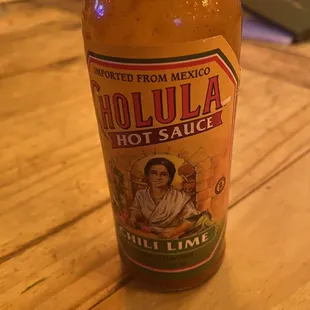 IMPORTED FROM MEXICO
CHOLULA
HOT SAUCE
CHILI LIME